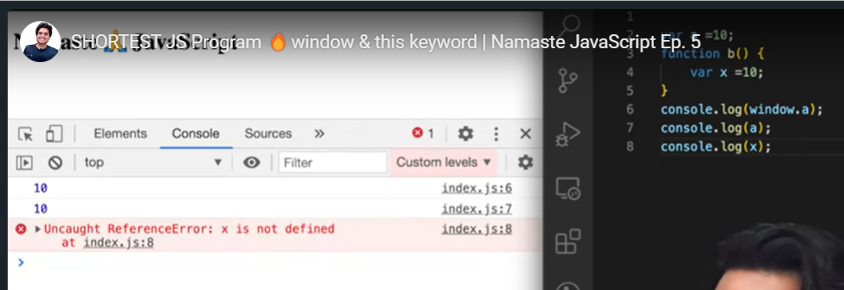 SHORTEST JS Program 🔥 window & this keyword | Namaste JavaScript Ep. 5
Elements Console Sources » 1
top Filter Custom levels ▼
10 index.js:6
10 index.js:7
Uncaught ReferenceError: x is not defined index.js:8
at index.js:8
>
1
=10;
3 function b() {
4 var x =10;
5 }
6 console.log(window.a);
7 console.log(a);
8 console.log(x);